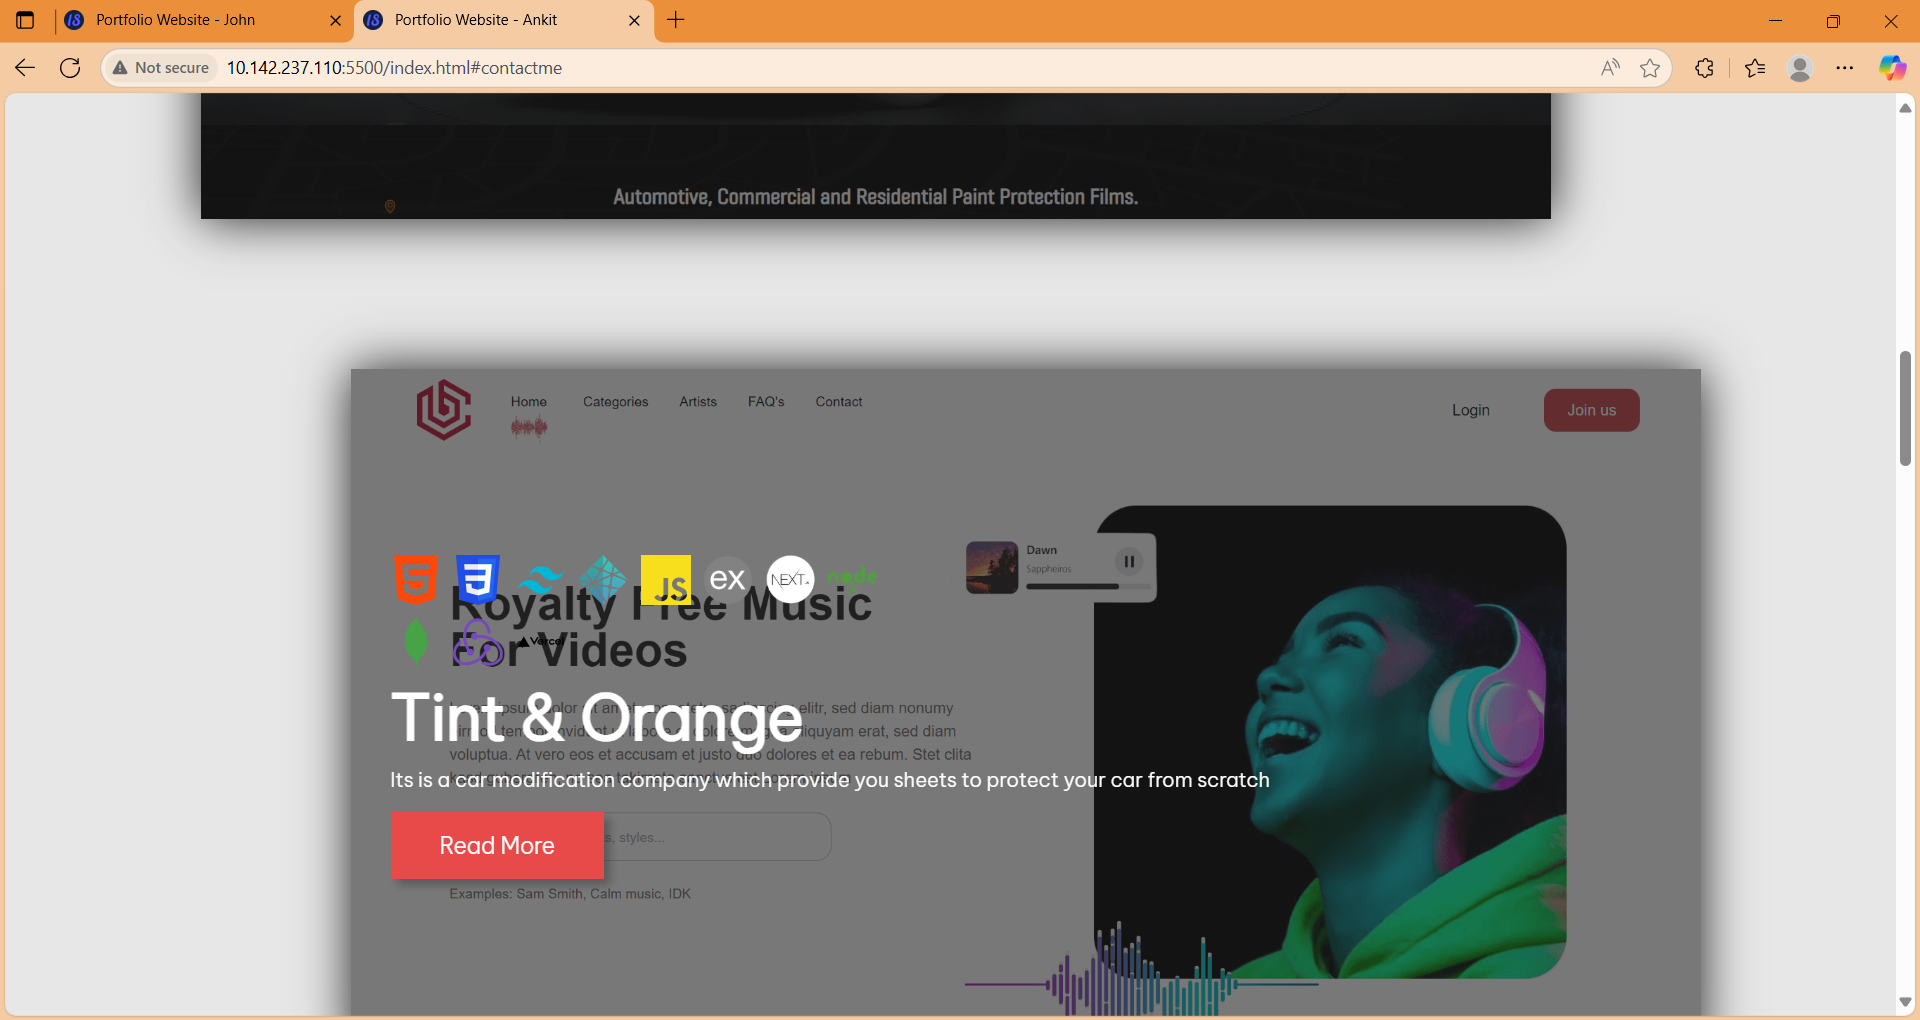 Portfolio Website - John
Portfolio Website - Ankit
Not secure
10.142.237.110:5500/index.html#contactme
Automotive, Commercial and Residential Paint Protection Films.
Home
Categories
Artists
FAQ's
Contact
Login
Join us
Dawn
Sappheiros
JS
ex
NEXT.
node
Royalty Free Music
For Videos
Vercel
Tint & Orange
elitr, sed diam nonumy
aliquyam erat, sed diam
voluptua. At vero eos et accusam et justo duo dolores et ea rebum. Stet clita
Its is a car modification company which provide you sheets to protect your car from scratch
Read More
styles...
Examples: Sam Smith, Calm music, IDK